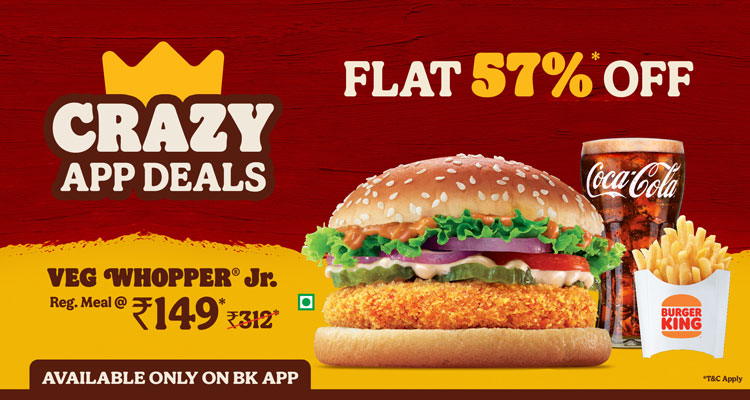 CRAZY
APP DEALS
FLAT 57%* OFF
VEG WHOPPER® Jr.
Reg. Meal @ ₹149* ₹312*
AVAILABLE ONLY ON BK APP
Coca-Cola
BURGER
KING
*T&C Apply